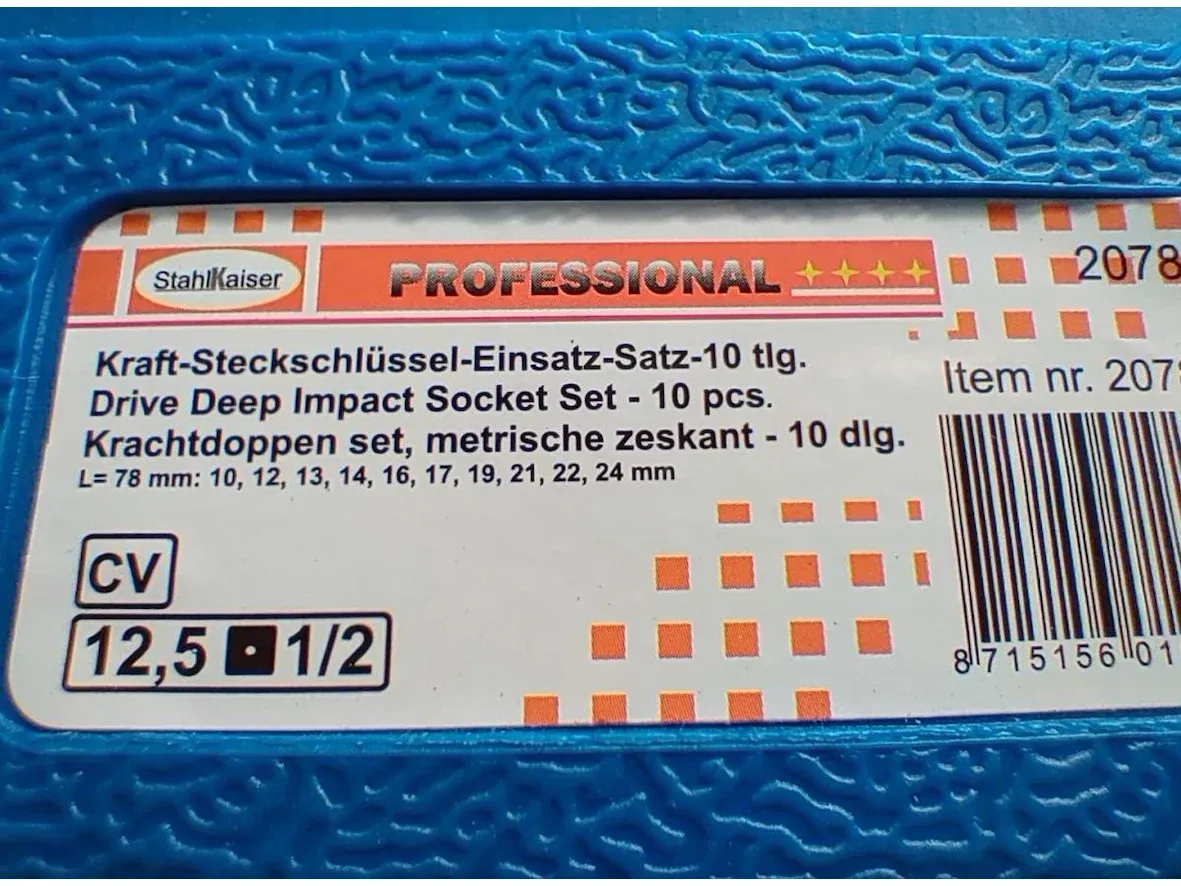 StahlKaiser
PROFESSIONAL
2078
Kraft-Steckschlüssel-Einsatz-Satz-10 tlg.
Drive Deep Impact Socket Set - 10 pcs.
Krachtdoppen set, metrische zeskant - 10 dlg.
L= 78 mm: 10, 12, 13, 14, 16, 17, 19, 21, 22, 24 mm
Item nr. 207
CV
12,5 1/2
8 715156 01